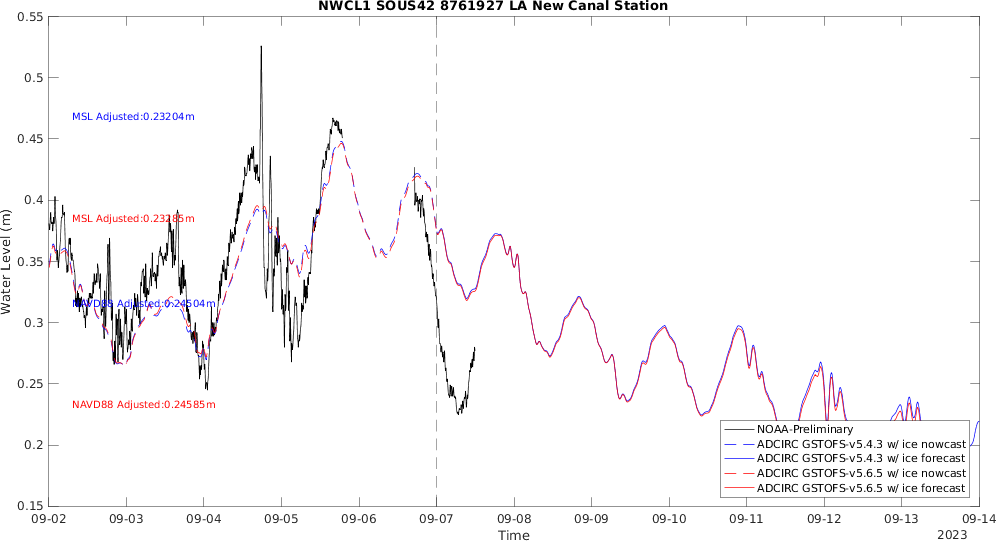 NWCL1 SOUS42 8761927 LA New Canal Station
0.55
0.5
0.45
0.4
0.35
0.3
0.25
0.2
0.15
Water Level (m)
MSL Adjusted:0.23204m
MSL Adjusted:0.23285m
NAVD88 Adjusted:0.24504m
NAVD88 Adjusted:0.24585m
NOAA-Preliminary
ADCIRC GSTOFS-v5.4.3 w/ ice nowcast
ADCIRC GSTOFS-v5.4.3 w/ ice forecast
ADCIRC GSTOFS-v5.6.5 w/ ice nowcast
ADCIRC GSTOFS-v5.6.5 w/ ice forecast
09-02 09-03 09-04 09-05 09-06 09-07 09-08 09-09 09-10 09-11 09-12 09-13 09-14
Time
2023